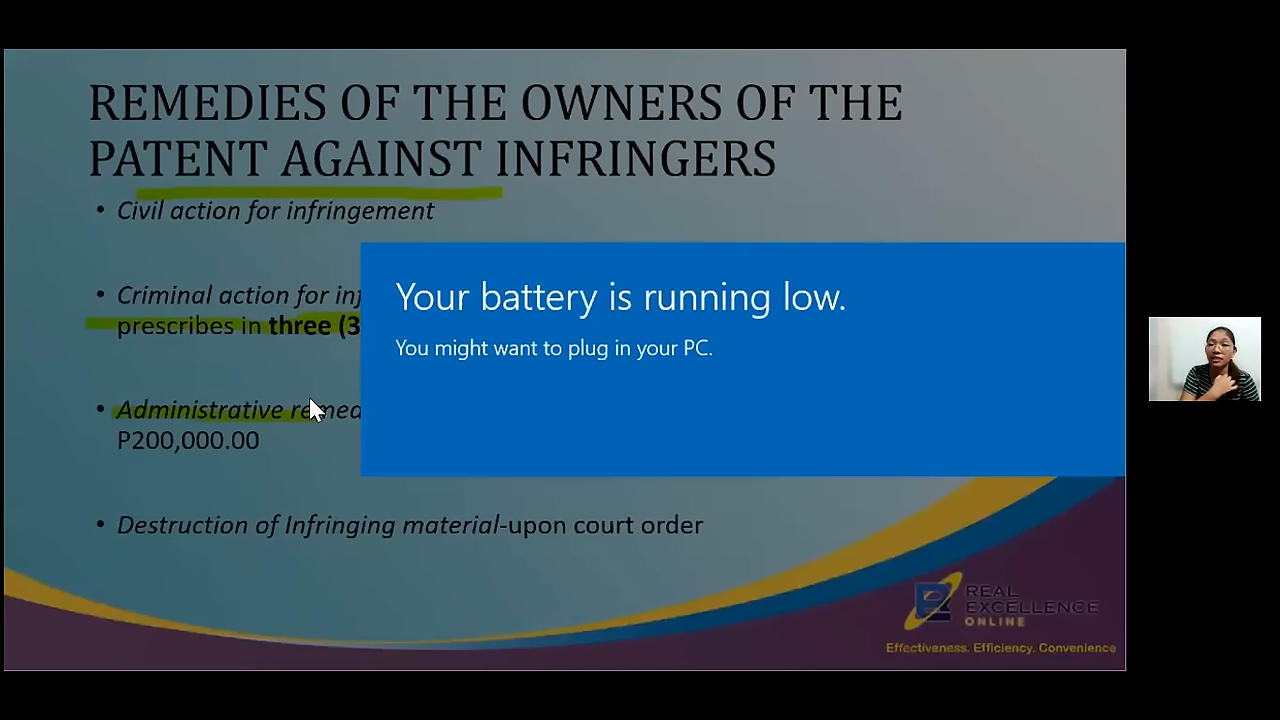 REMEDIES OF THE OWNERS OF THE
PATENT AGAINST INFRINGERS
• Civil action for infringement
• Criminal action for inf
prescribes in three (3
Your battery is running low.
You might want to plug in your PC.
• Administrative remed
P200,000.00
• Destruction of Infringing material-upon court order
REAL
EXCELLENCE
ONLINE
Effectiveness. Efficiency. Convenience